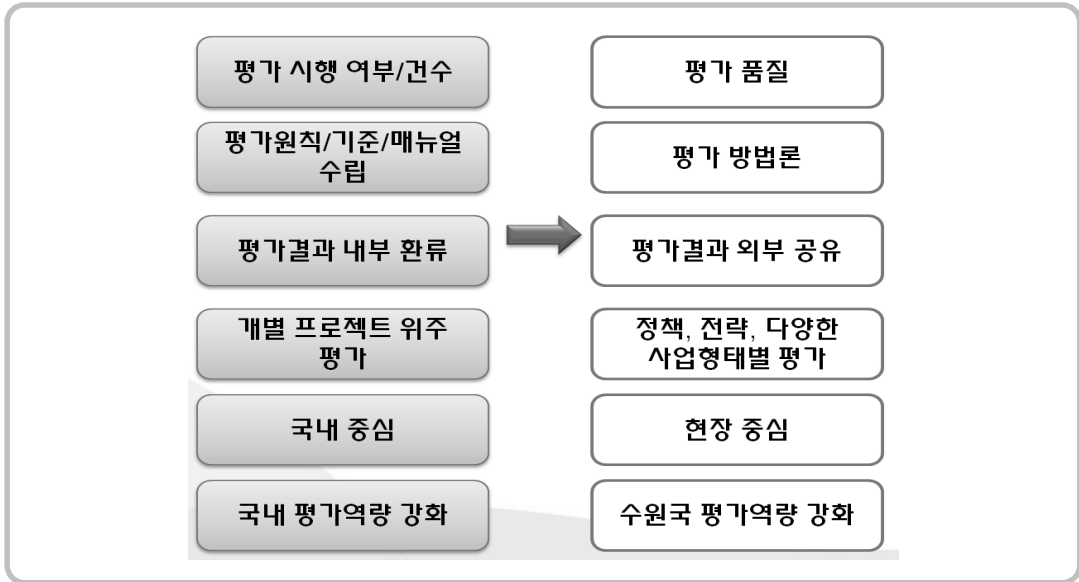 평가 시행 여부/건수
평가 품질
평가원칙/기준/매뉴얼
수립
평가 방법론
평가결과 내부 환류
평가결과 외부 공유
개별 프로젝트 위주
평가
정책, 전략, 다양한
사업형태별 평가
국내 중심
현장 중심
국내 평가역량 강화
수원국 평가역량 강화